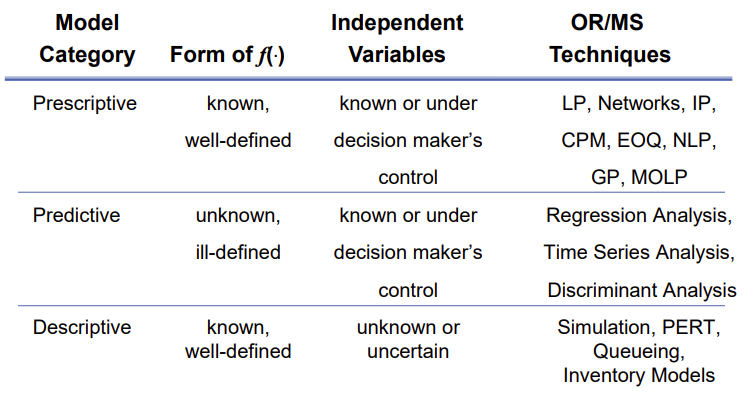 Model Independent OR/MS
Category Form of f(·) Variables Techniques
Prescriptive known, known or under LP, Networks, IP,
well-defined decision maker's CPM, EOQ, NLP,
control GP, MOLP
Predictive unknown, known or under Regression Analysis,
ill-defined decision maker's Time Series Analysis,
control Discriminant Analysis
Descriptive known, unknown or Simulation, PERT,
well-defined uncertain Queueing,
Inventory Models